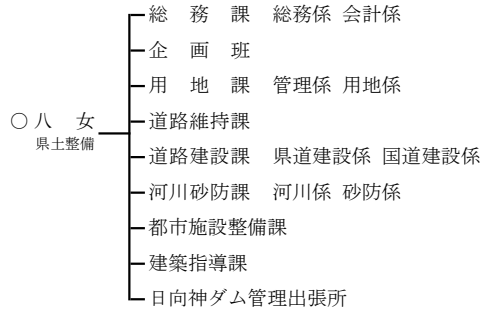 総　務　課　総務係 会計係
企　画　班
用　地　課　管理係 用地係
○八　女
県土整備
道路維持課
道路建設課　県道建設係 国道建設係
河川砂防課　河川係 砂防係
都市施設整備課
建築指導課
日向神ダム管理出張所